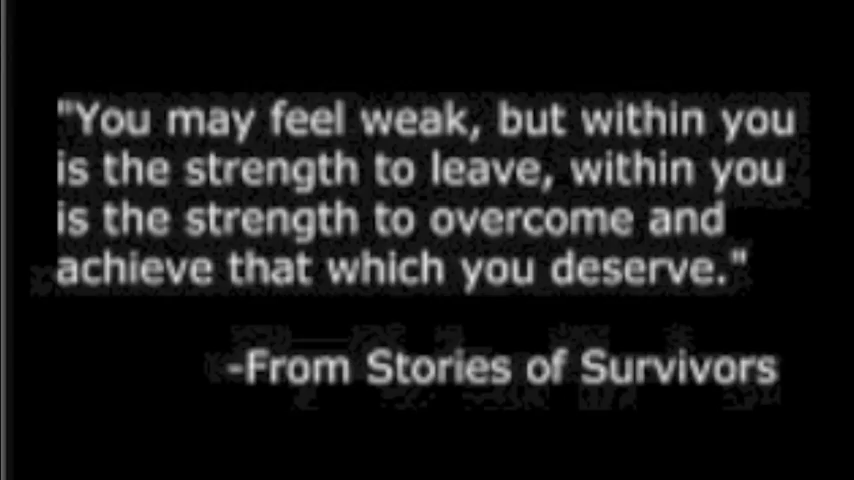 "You may feel weak, but within you
is the strength to leave, within you
is the strength to overcome and
achieve that which you deserve."
-From Stories of Survivors